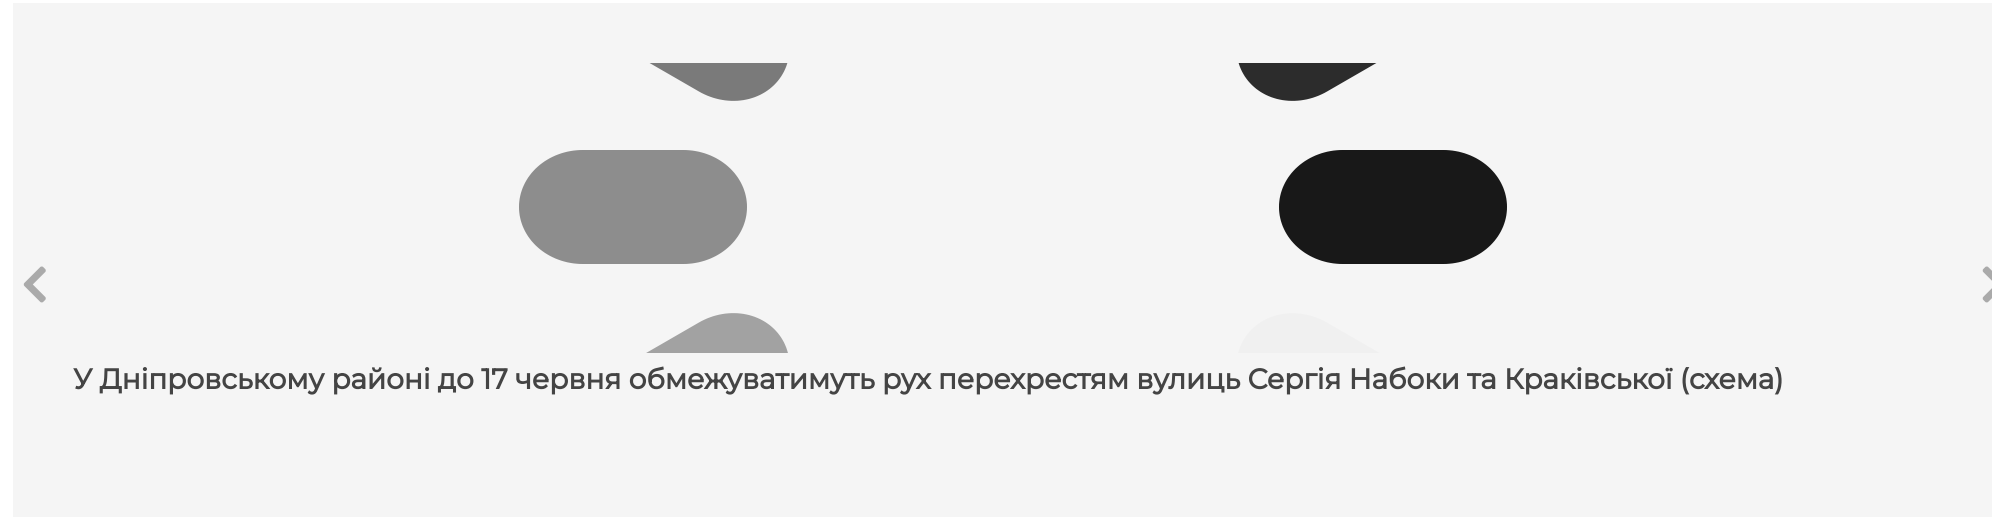 У Дніпровському районі до 17 червня обмежуватимуть рух перехрестям вулиць Сергія Набоки та Краківської (схема)